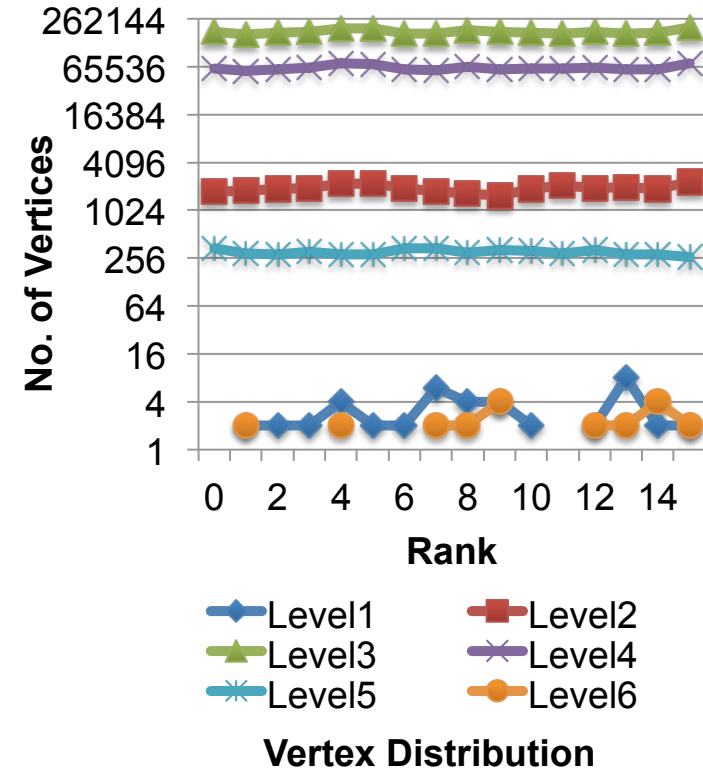 262144
65536
16384
4096
1024
256
64
16
4
1
No. of Vertices
0 2 4 6 8 10 12 14
Rank
Level1 Level2
Level3 Level4
Level5 Level6
Vertex Distribution